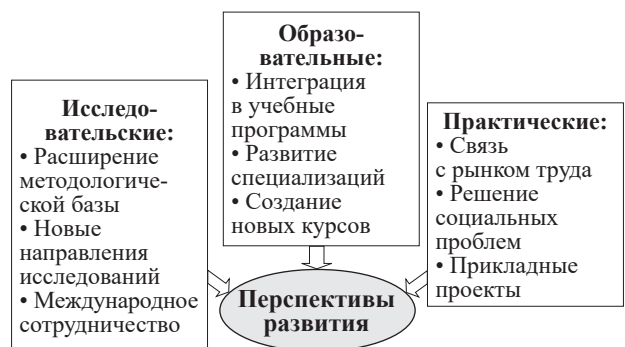 Исследо-
вательские:
• Расширение
методологиче-
ской базы
• Новые
направления
исследований
• Международное
сотрудничество
Образо-
вательные:
• Интеграция
в учебные
программы
• Развитие
специализаций
• Создание
новых курсов
Практические:
• Связь
с рынком труда
• Решение
социальных
проблем
• Прикладные
проекты
Перспективы
развития